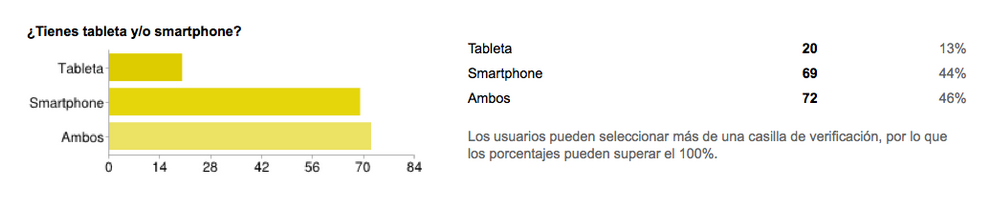 ¿Tienes tableta y/o smartphone?
Tableta
Smartphone
Ambos
0 14 28 42 56 70 84
Tableta 20 13%
Smartphone 69 44%
Ambos 72 46%
Los usuarios pueden seleccionar más de una casilla de verificación, por lo que
los porcentajes pueden superar el 100%.